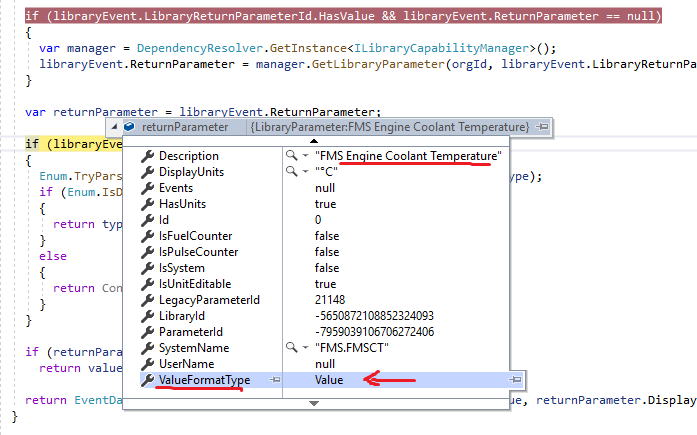 if (libraryEvent.LibraryReturnParameterId.HasValue && libraryEvent.ReturnParameter == null)
{
var manager = DependencyResolver.GetInstance<ILibraryCapabilityManager>();
libraryEvent.ReturnParameter = manager.GetLibraryParameter(orgId, libraryEvent.LibraryReturnPa
}
var returnParameter = libraryEvent.ReturnParameter;
returnParameter {LibraryParameter:FMS Engine Coolant Temperature}
if (libraryEve
{
Description "FMS Engine Coolant Temperature"
Enum.TryPars ype);
DisplayUnits "°C"
if (Enum.IsD
Events null
{
HasUnits true
return typ
Id 0
}
IsFuelCounter false
else
IsPulseCounter false
{
IsSystem false
return Con
IsUnitEditable true
}
LegacyParameterId 21148
}
LibraryId -5650872108852324093
ParameterId -7959039106706272406
if (returnPara
SystemName "FMS.FMSCT"
return value
UserName null
ValueFormatType Value
return EventDa ue, returnParameter.Display
}